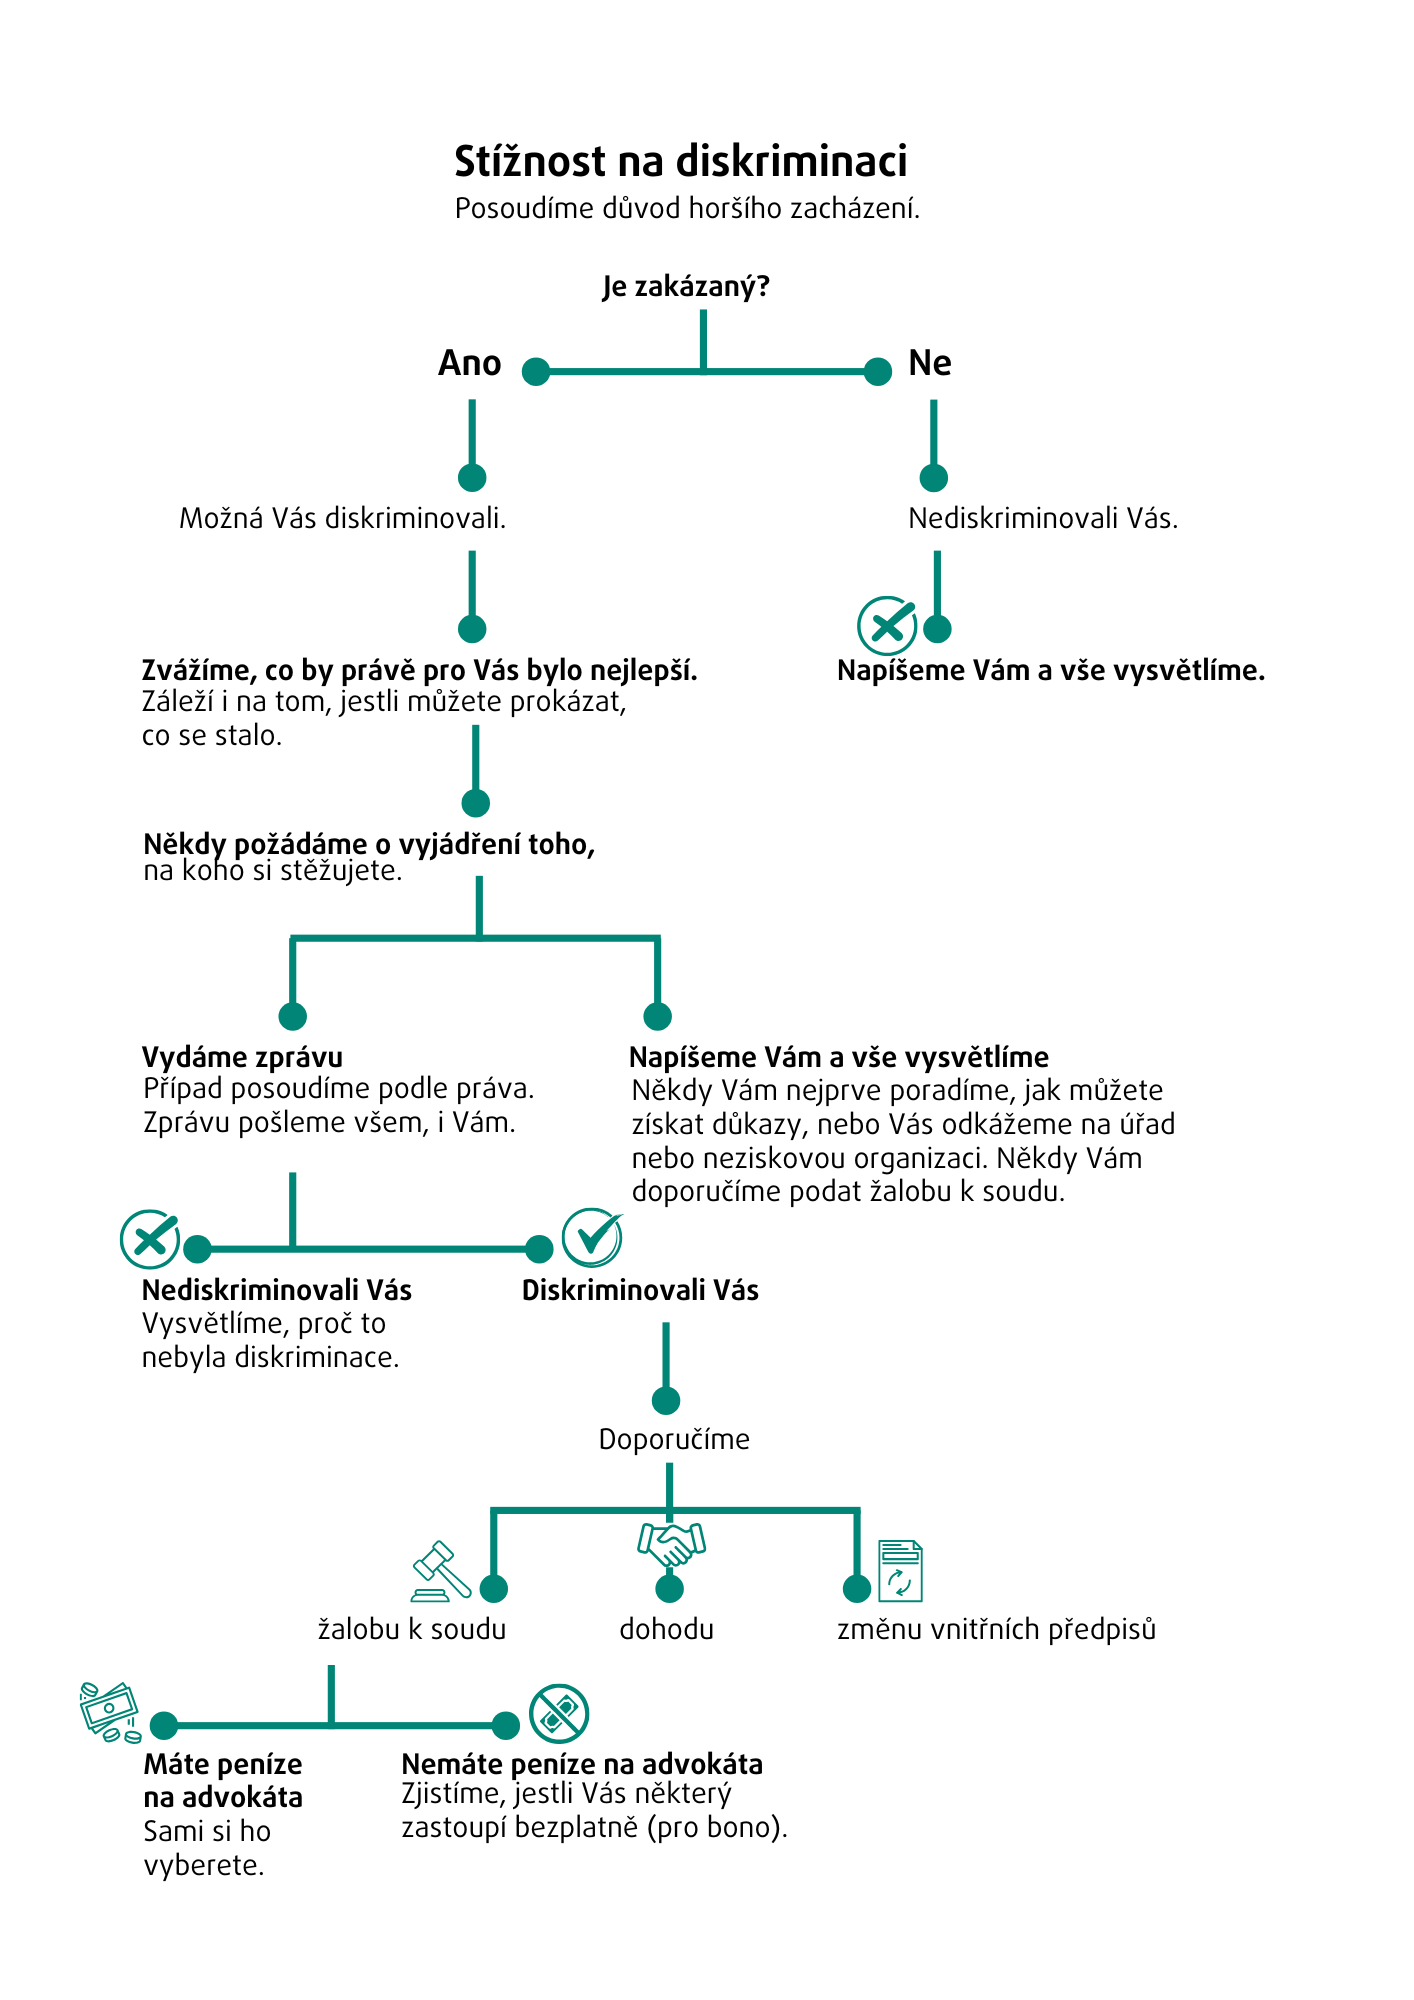 Stížnost na diskriminaci
Posoudíme důvod horšího zacházení.
Je zakázaný?
Ano
Ne
Možná Vás diskriminovali.
Nediskriminovali Vás.
Zvážíme, co by právě pro Vás bylo nejlepší.
Záleží i na tom, jestli můžete prokázat,
co se stalo.
Napíšeme Vám a vše vysvětlíme.
Někdy požádáme o vyjádření toho,
na koho si stěžujete.
Vydáme zprávu
Případ posoudíme podle práva.
Zprávu pošleme všem, i Vám.
Napíšeme Vám a vše vysvětlíme
Někdy Vám nejprve poradíme, jak můžete
získat důkazy, nebo Vás odkážeme na úřad
nebo neziskovou organizaci. Někdy Vám
doporučíme podat žalobu k soudu.
Nediskriminovali Vás
Vysvětlíme, proč to
nebyla diskriminace.
Diskriminovali Vás
Doporučíme
žalobu k soudu
dohodu
změnu vnitřních předpisů
Máte peníze
na advokáta
Sami si ho
vyberete.
Nemáte peníze na advokáta
Zjistíme, jestli Vás některý
zastoupí bezplatně (pro bono).